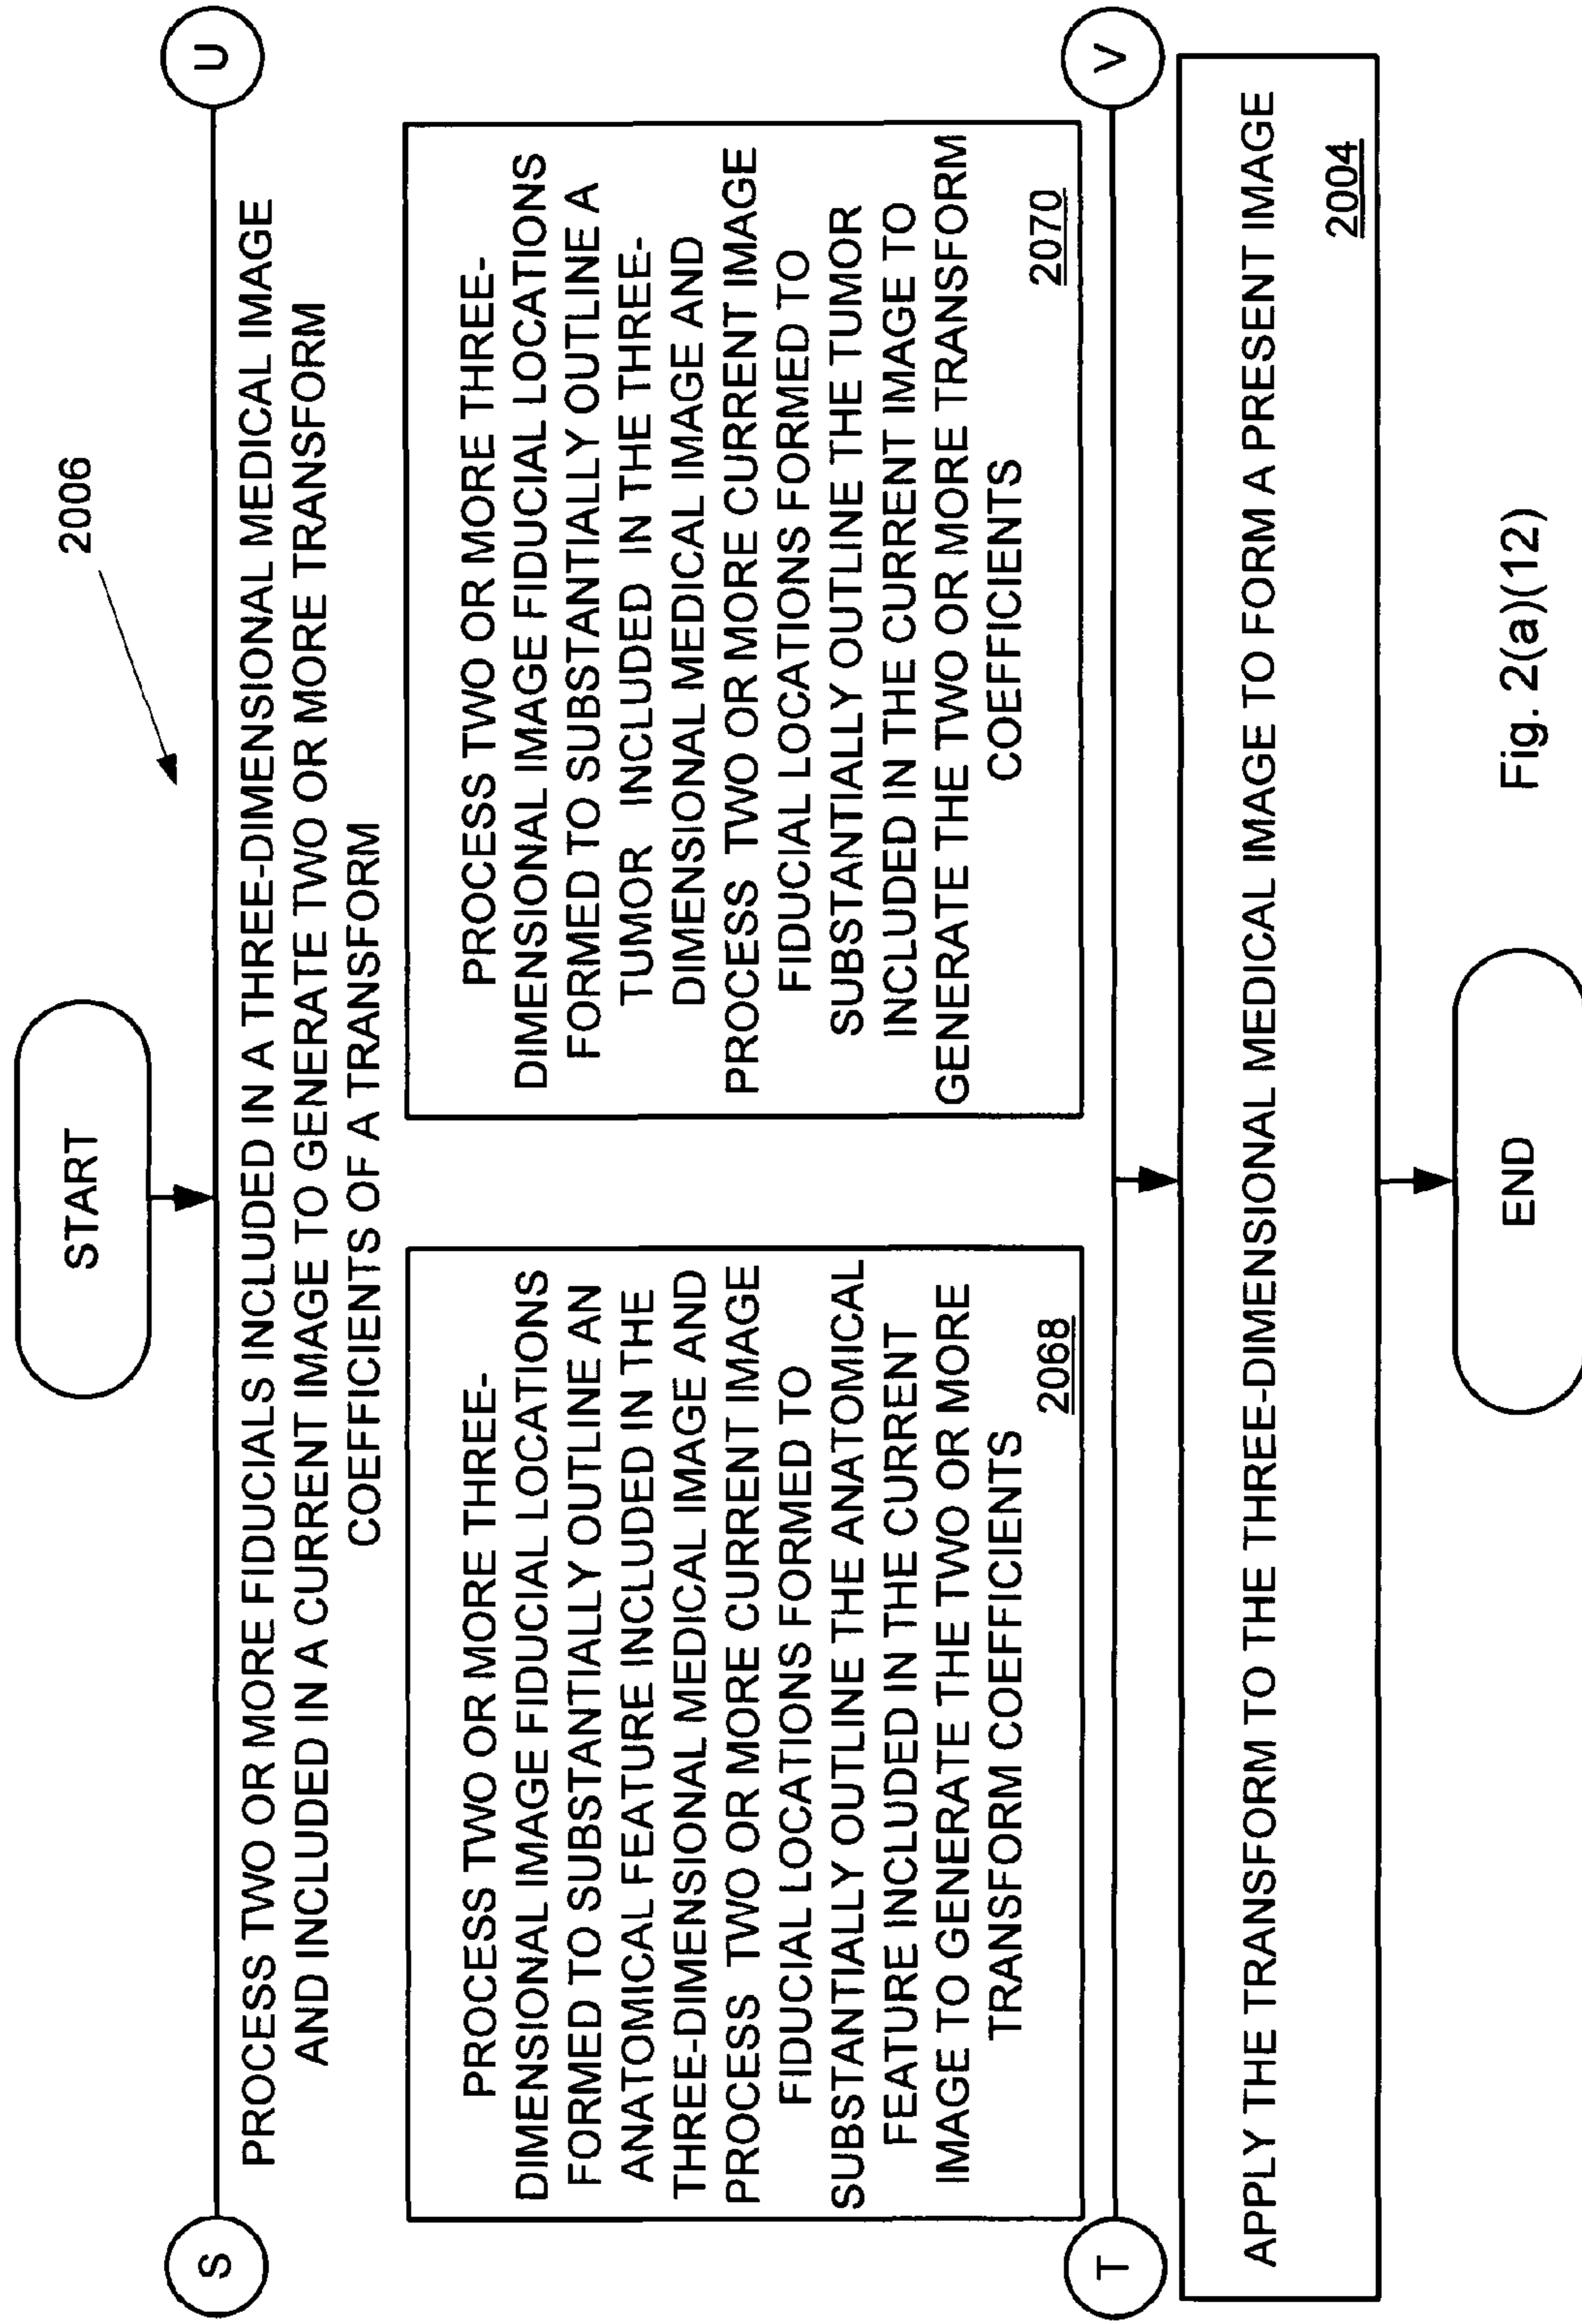 START
2006
S
U
PROCESS TWO OR MORE FIDUCIALS INCLUDED IN A THREE-DIMENSIONAL MEDICAL IMAGE
AND INCLUDED IN A CURRENT IMAGE TO GENERATE TWO OR MORE TRANSFORM
COEFFICIENTS OF A TRANSFORM
PROCESS TWO OR MORE THREE-
DIMENSIONAL IMAGE FIDUCIAL LOCATIONS
FORMED TO SUBSTANTIALLY OUTLINE AN
ANATOMICAL FEATURE INCLUDED IN THE
THREE-DIMENSIONAL MEDICAL IMAGE AND
PROCESS TWO OR MORE CURRENT IMAGE
FIDUCIAL LOCATIONS FORMED TO
SUBSTANTIALLY OUTLINE THE ANATOMICAL
FEATURE INCLUDED IN THE CURRENT
IMAGE TO GENERATE THE TWO OR MORE
TRANSFORM COEFFICIENTS
2068
PROCESS TWO OR MORE THREE-
DIMENSIONAL IMAGE FIDUCIAL LOCATIONS
FORMED TO SUBSTANTIALLY OUTLINE A
TUMOR INCLUDED IN THE THREE-
DIMENSIONAL MEDICAL IMAGE AND
PROCESS TWO OR MORE CURRENT IMAGE
FIDUCIAL LOCATIONS FORMED TO
SUBSTANTIALLY OUTLINE THE TUMOR
INCLUDED IN THE CURRENT IMAGE TO
GENERATE THE TWO OR MORE TRANSFORM
COEFFICIENTS
2070
T
V
APPLY THE TRANSFORM TO THE THREE-DIMENSIONAL MEDICAL IMAGE TO FORM A PRESENT IMAGE
2004
END
Fig. 2(a)(12)